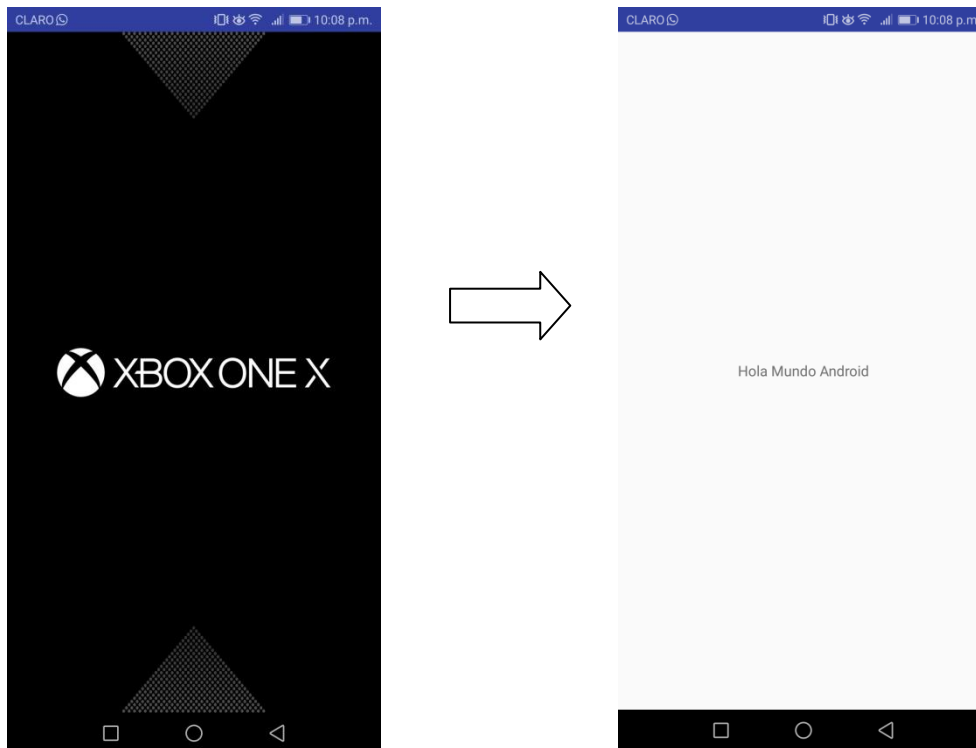 CLARO 10:08 p.m.
XBOX ONE X
CLARO 10:08 p.m
Hola Mundo Android